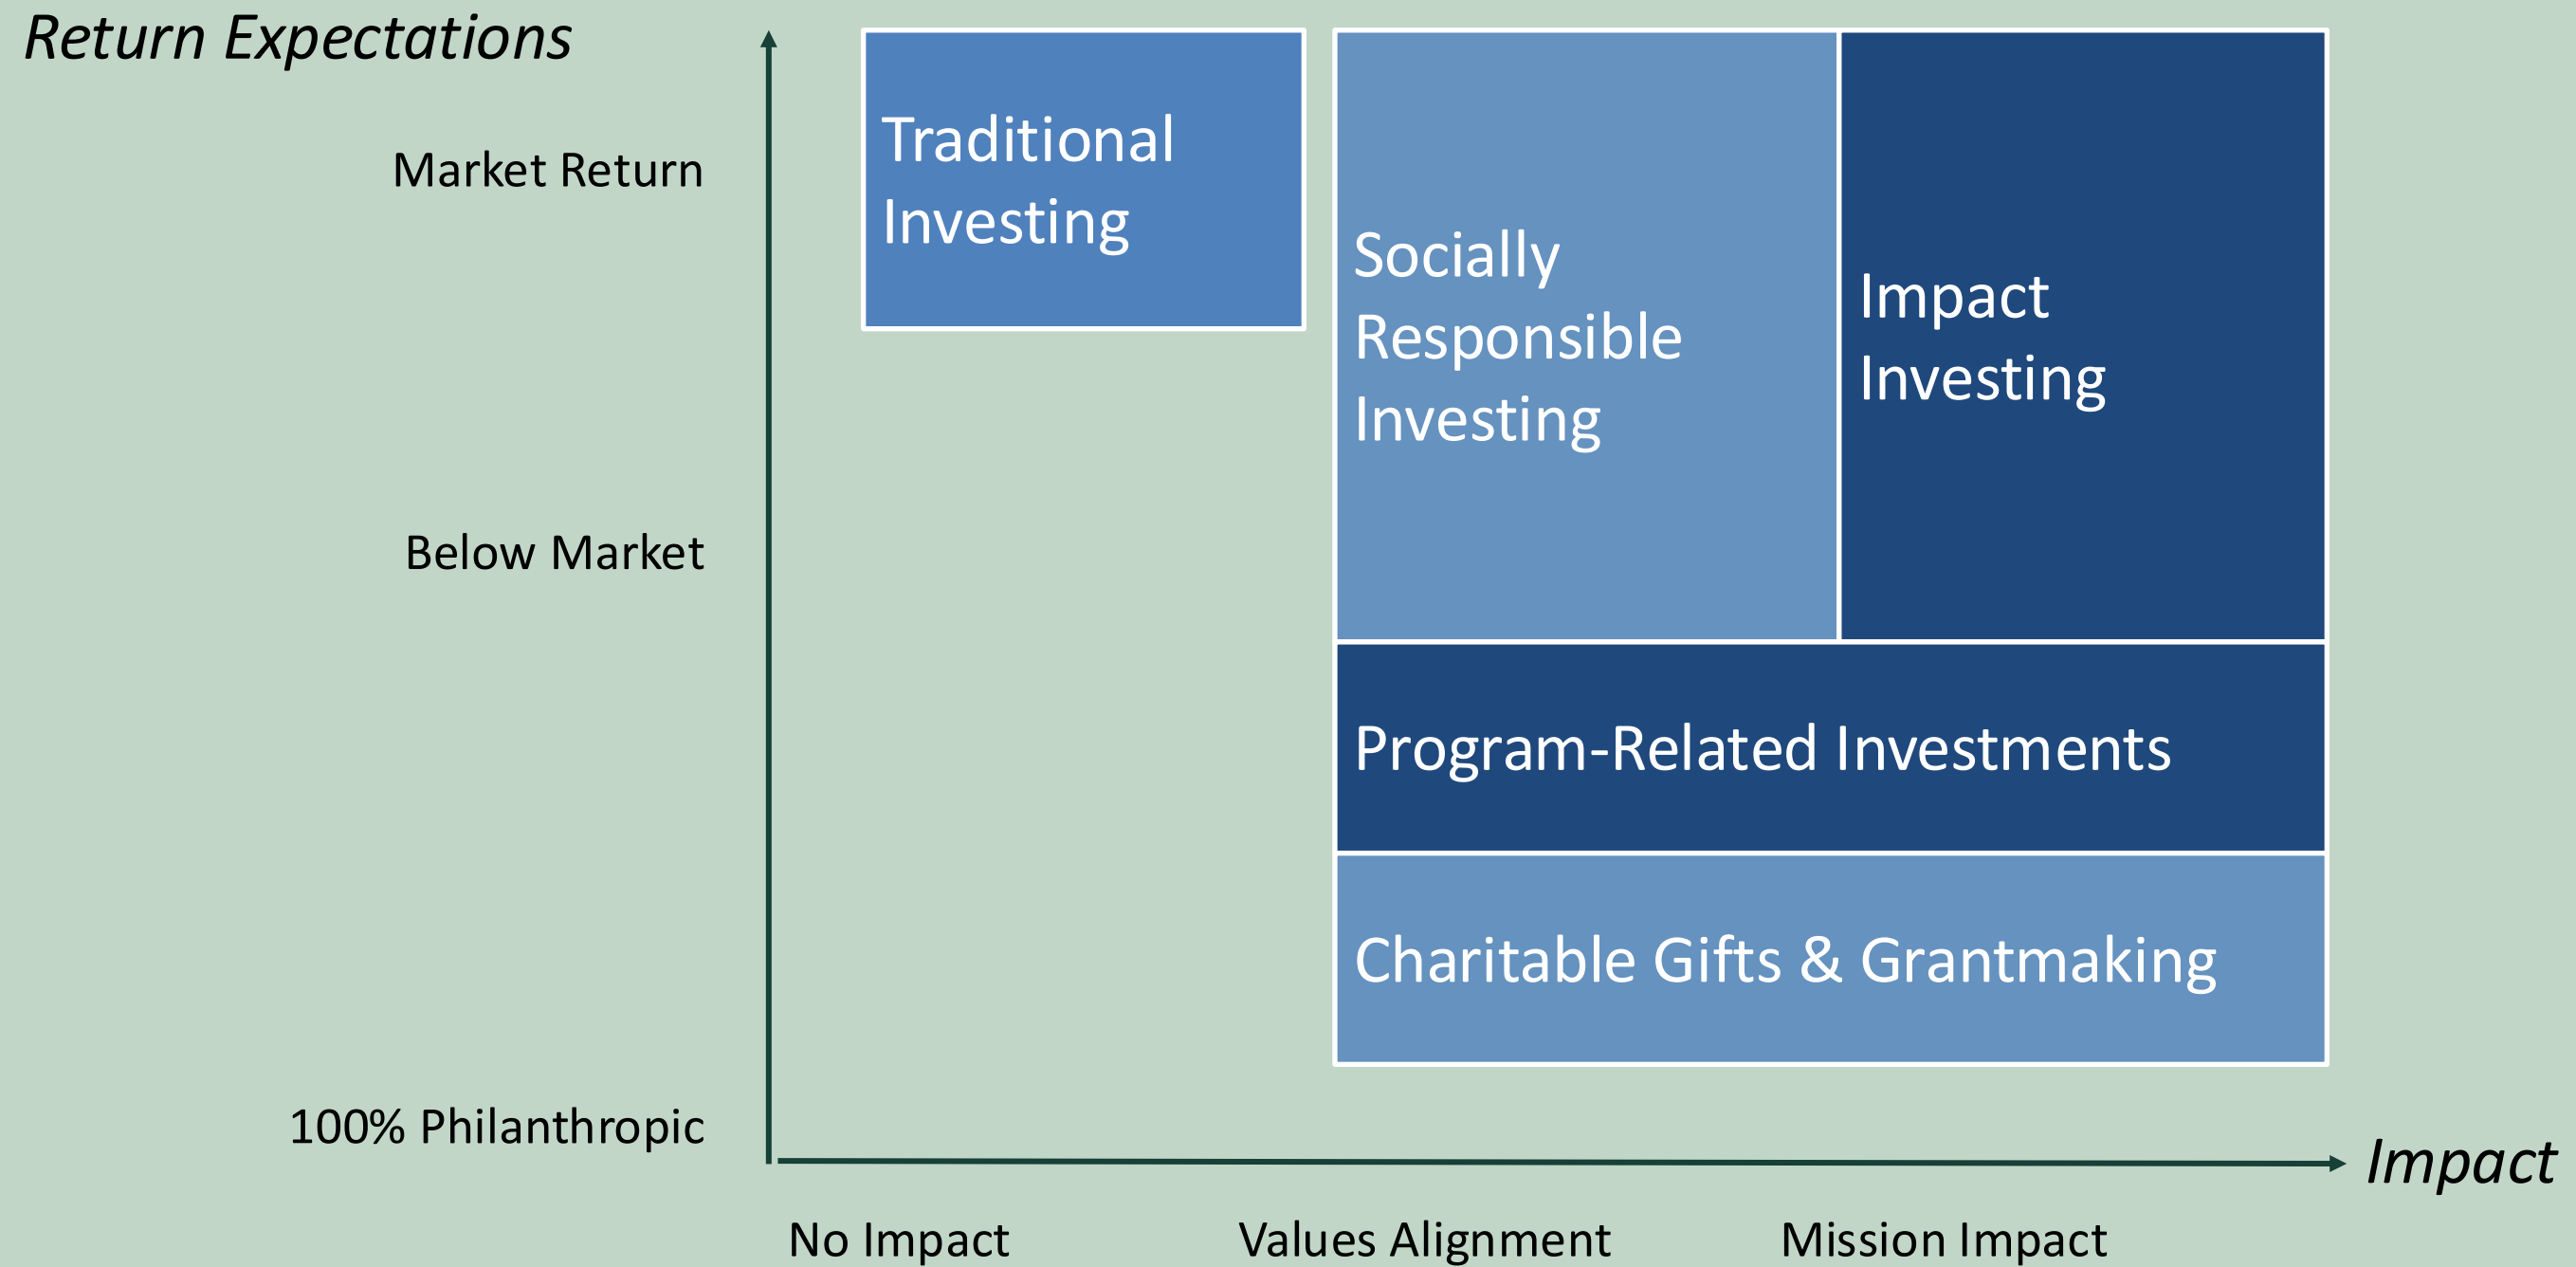 Return Expectations
Market Return
Below Market
100% Philanthropic
Traditional
Investing
Socially
Responsible
Investing
Impact
Investing
Program-Related Investments
Charitable Gifts & Grantmaking
Impact
No Impact
Values Alignment
Mission Impact